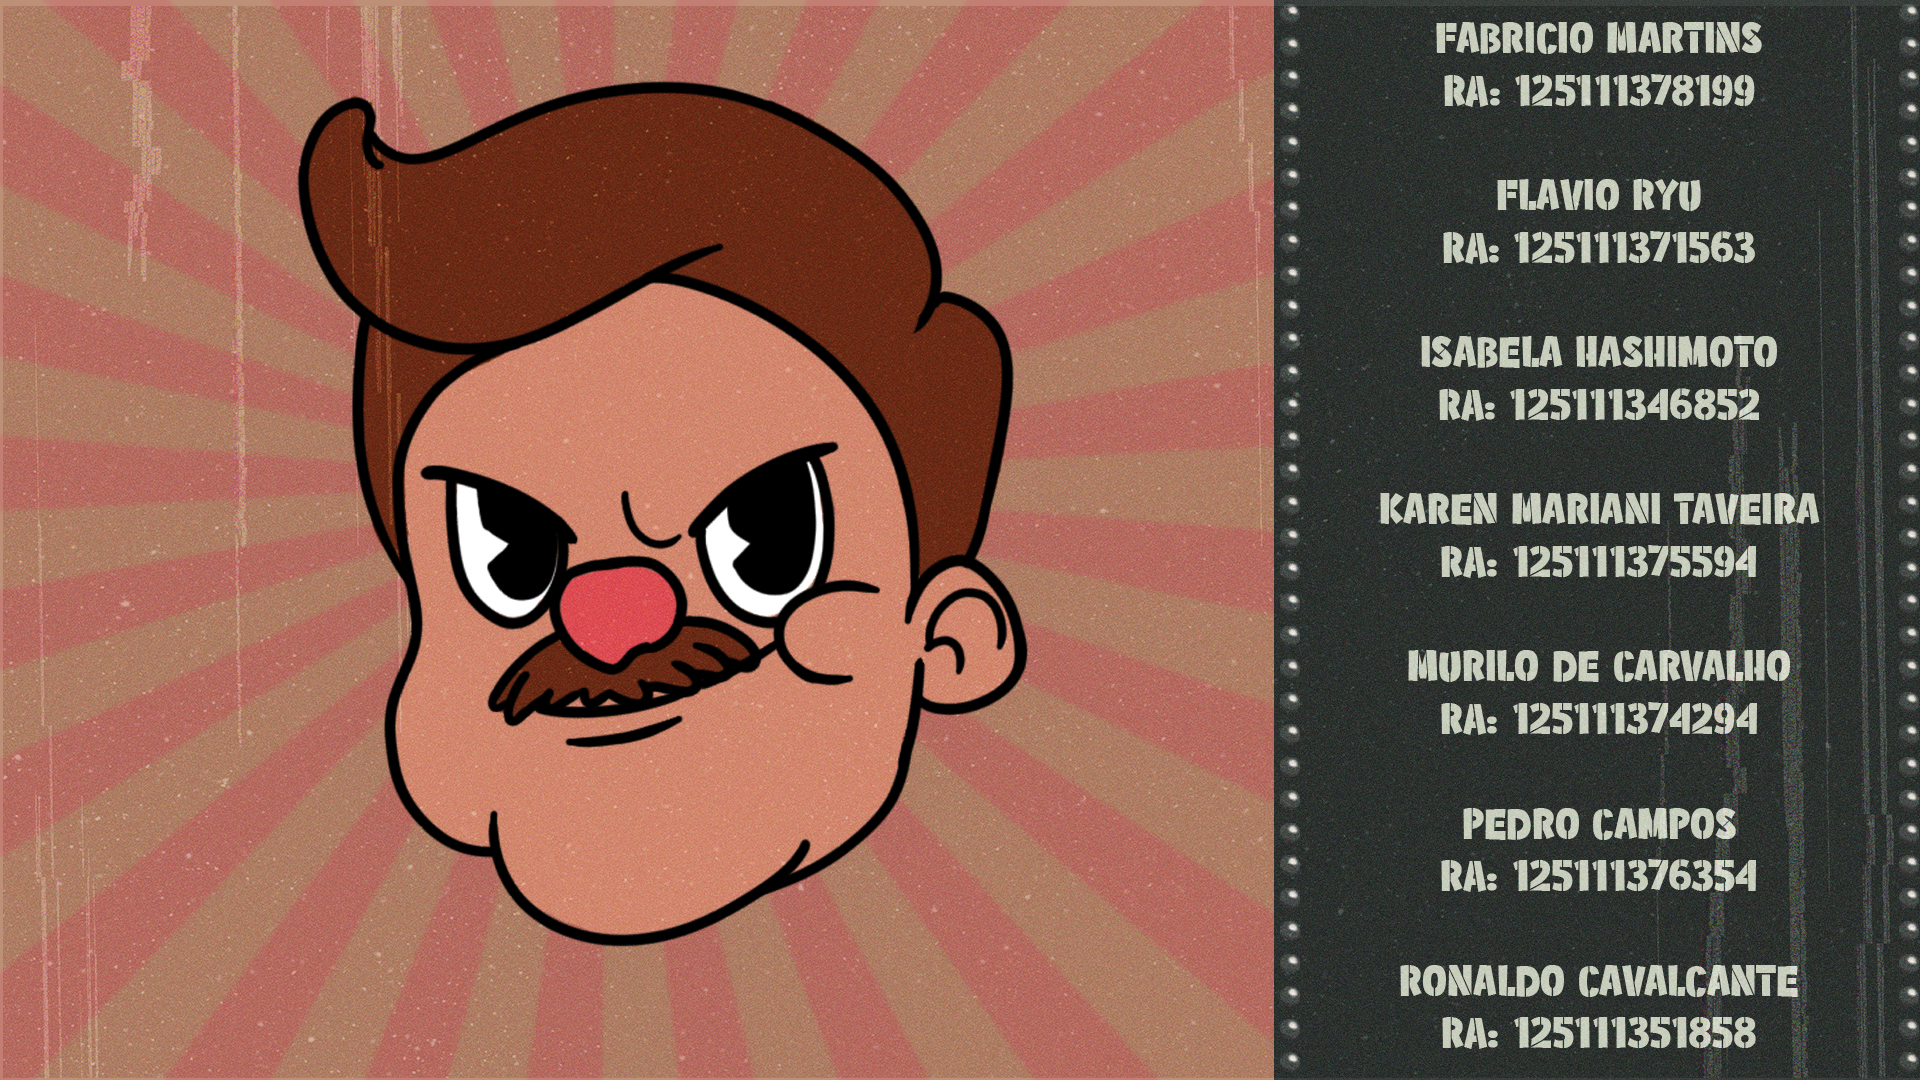 FABRICIO MARTINS
RA: 125111378199
FLAVIO RYU
RA: 125111371563
ISABELA HASHIMOTO
RA: 125111346852
KAREN MARIANI TAVEIRA
RA: 125111375594
MURILO DE CARVALHO
RA: 125111374294
PEDRO CAMPOS
RA: 125111376354
RONALDO CAVALCANTE
RA: 125111351858